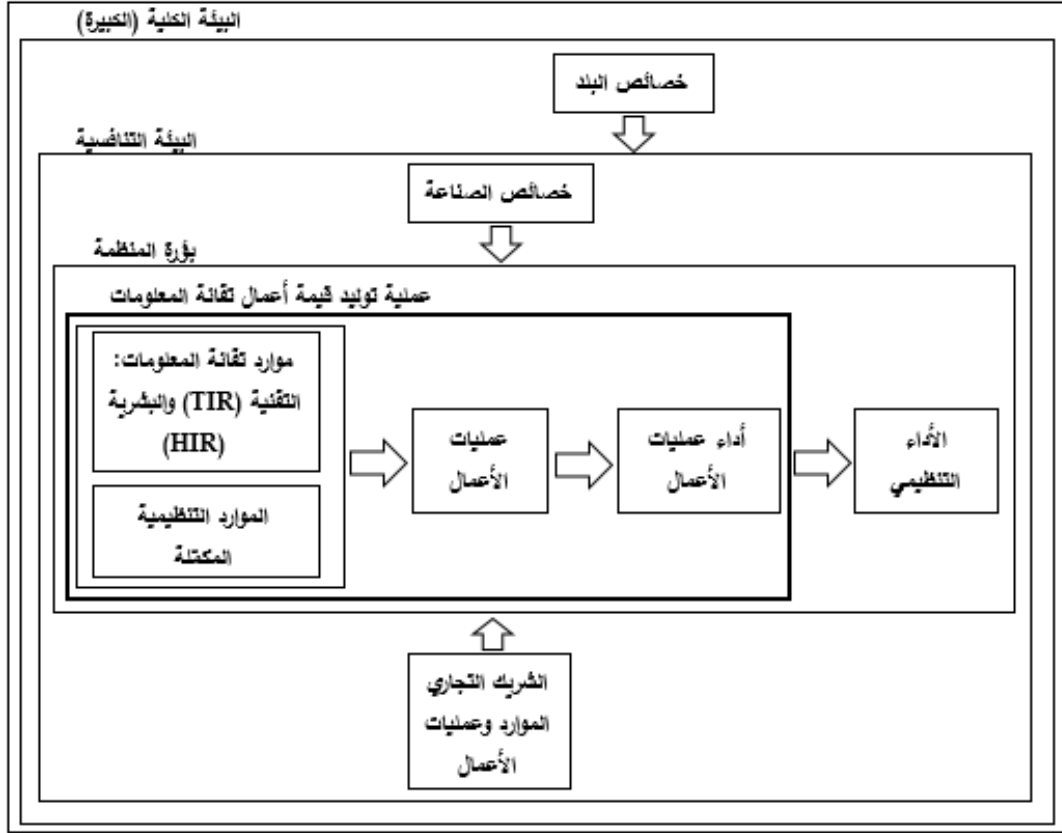 البيئة الكلية (الكبيرة)
خصائص البلد
البيئة التنافسية
خصائص الصناعة
بؤرة المنظمة
عملية توليد قيمة أعمال تقانة المعلومات
موارد تقانة المعلومات:
التقنية (TIR) والبشرية
(HIR)
الموارد التنظيمية
المكملة
عمليات
الأعمال
أداء عمليات
الأعمال
الأداء
التنظيمي
الشريك التجاري
الموارد وعمليات
الأعمال